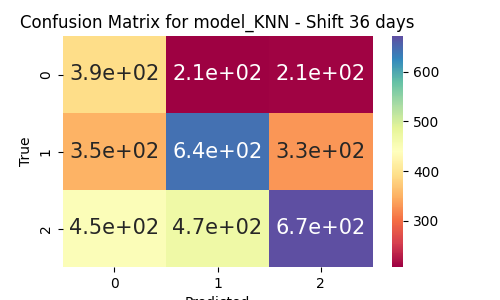 Confusion Matrix for model_KNN - Shift 36 days
0 3.9e+02 2.1e+02 2.1e+02
1 3.5e+02 6.4e+02 3.3e+02
2 4.5e+02 4.7e+02 6.7e+02
True
0 1 2
Predicted
600
500
400
300